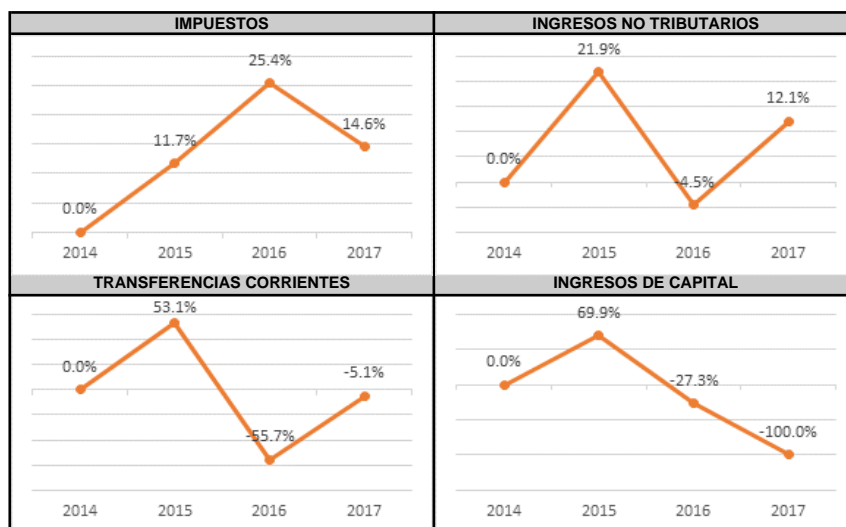 IMPUESTOS
25.4%
14.6%
11.7%
0.0%
2014 2015 2016 2017
INGRESOS NO TRIBUTARIOS
21.9%
12.1%
0.0%
-4.5%
2014 2015 2016 2017
TRANSFERENCIAS CORRIENTES
53.1%
0.0%
-5.1%
-55.7%
2014 2015 2016 2017
INGRESOS DE CAPITAL
69.9%
0.0%
-27.3%
-100.0%
2014 2015 2016 2017